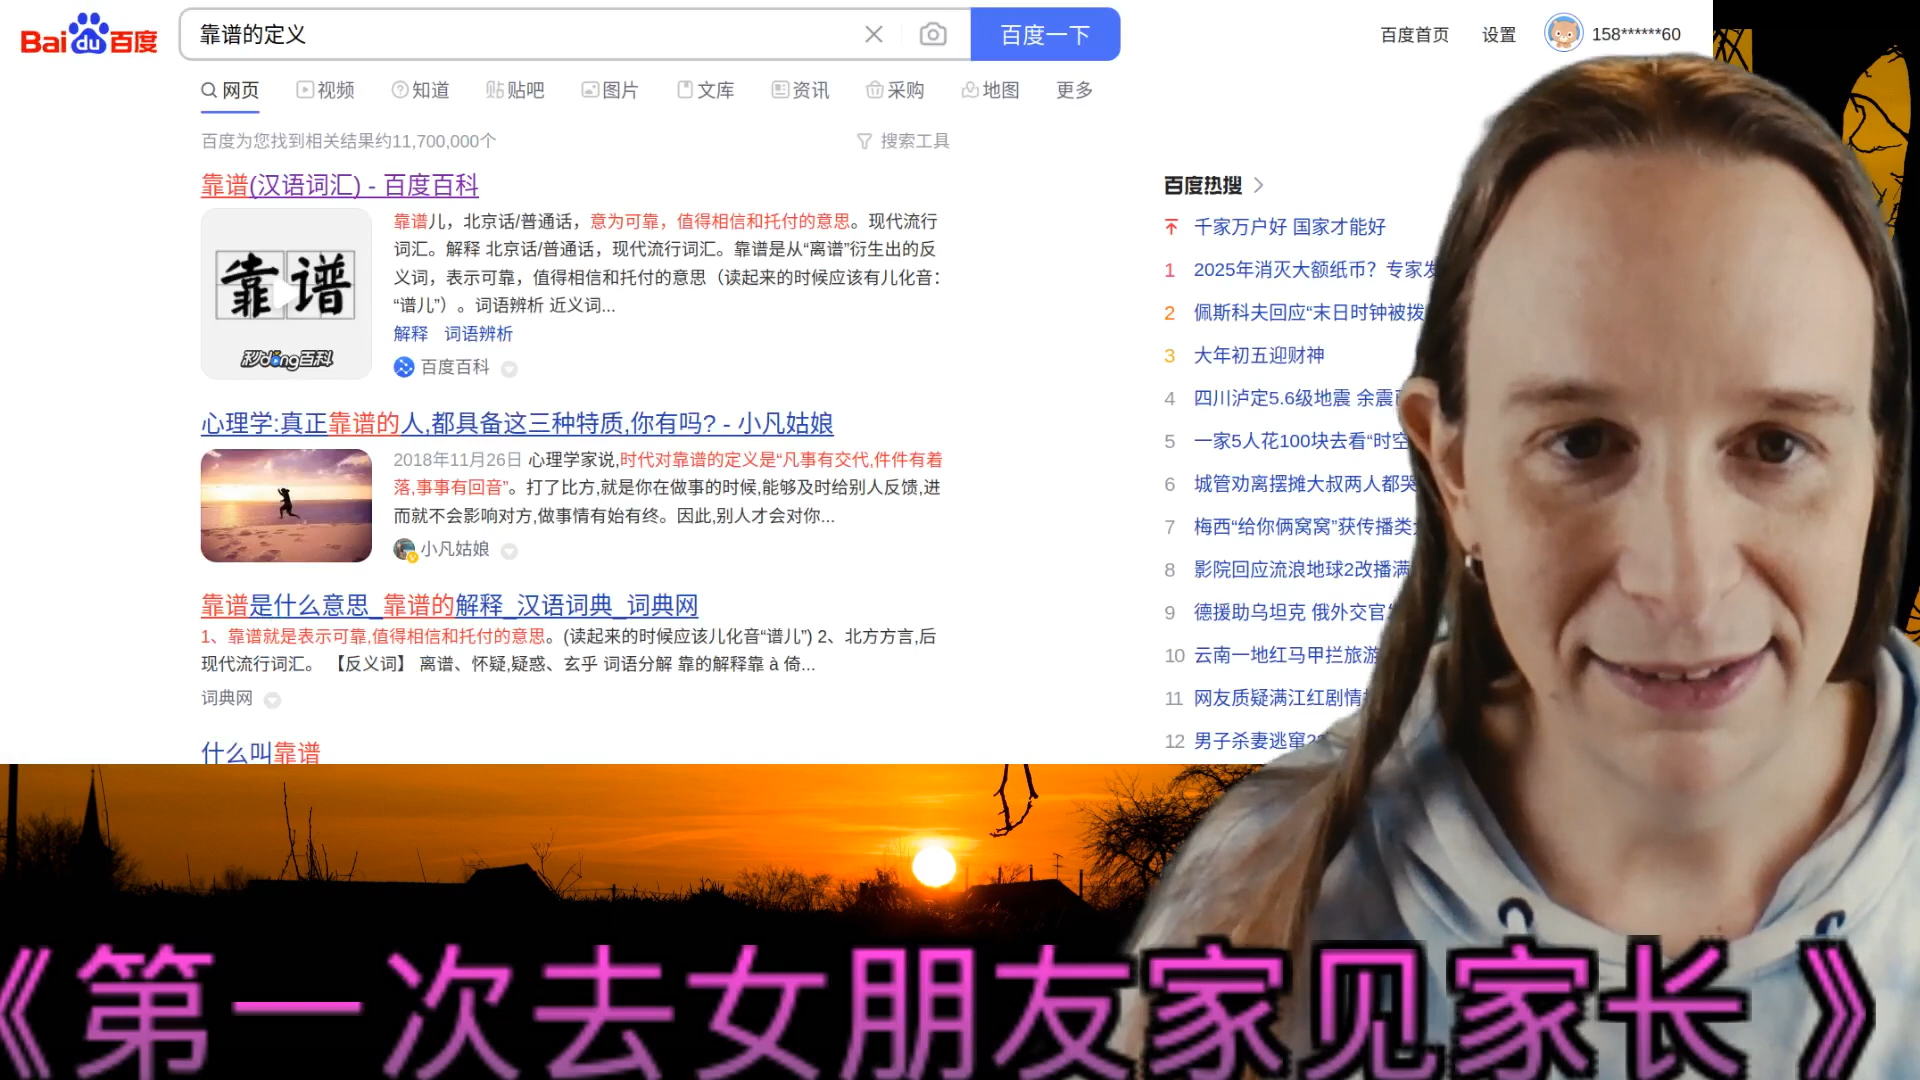 Bai du 百度
靠谱的定义
百度一下
百度首页 设置 158******60
网页 视频 知道 贴吧 图片 文库 资讯 采购 地图 更多
百度为您找到相关结果约11,700,000个
搜索工具
靠谱(汉语词汇) - 百度百科
靠谱
秒dong百科
靠谱儿，北京话/普通话，意为可靠，值得相信和托付的意思。现代流行
词汇。解释 北京话/普通话，现代流行词汇。靠谱是从“离谱”衍生出的反
义词，表示可靠，值得相信和托付的意思（读起来的时候应该有儿化音：
“谱儿”）。词语辨析 近义词...
解释 词语辨析
百度百科
心理学:真正靠谱的人,都具备这三种特质,你有吗? - 小凡姑娘
2018年11月26日 心理学家说,时代对靠谱的定义是“凡事有交代,件件有着
落,事事有回音”。打了比方,就是你在做事的时候,能够及时给别人反馈,进
而就不会影响对方,做事情有始有终。因此,别人才会对你...
小凡姑娘
靠谱是什么意思_靠谱的解释_汉语词典_词典网
1、靠谱就是表示可靠,值得相信和托付的意思。(读起来的时候应该儿化音“谱儿”) 2、北方方言,后
现代流行词汇。 【反义词】 离谱、怀疑,疑惑、玄乎 词语分解 靠的解释靠 à 倚...
词典网
什么叫靠谱
百度热搜
千家万户好 国家才能好
1 2025年消灭大额纸币？专家发
2 佩斯科夫回应“末日时钟被拨
3 大年初五迎财神
4 四川泸定5.6级地震 余震
5 一家5人花100块去看“时空
6 城管劝离摆摊大叔两人都哭
7 梅西“给你俩窝窝”获传播类
8 影院回应流浪地球2改播满
9 德援助乌坦克 俄外交官
10 云南一地红马甲拦旅游
11 网友质疑满江红剧情
12 男子杀妻逃窜
《第一次去女朋友家见家长》